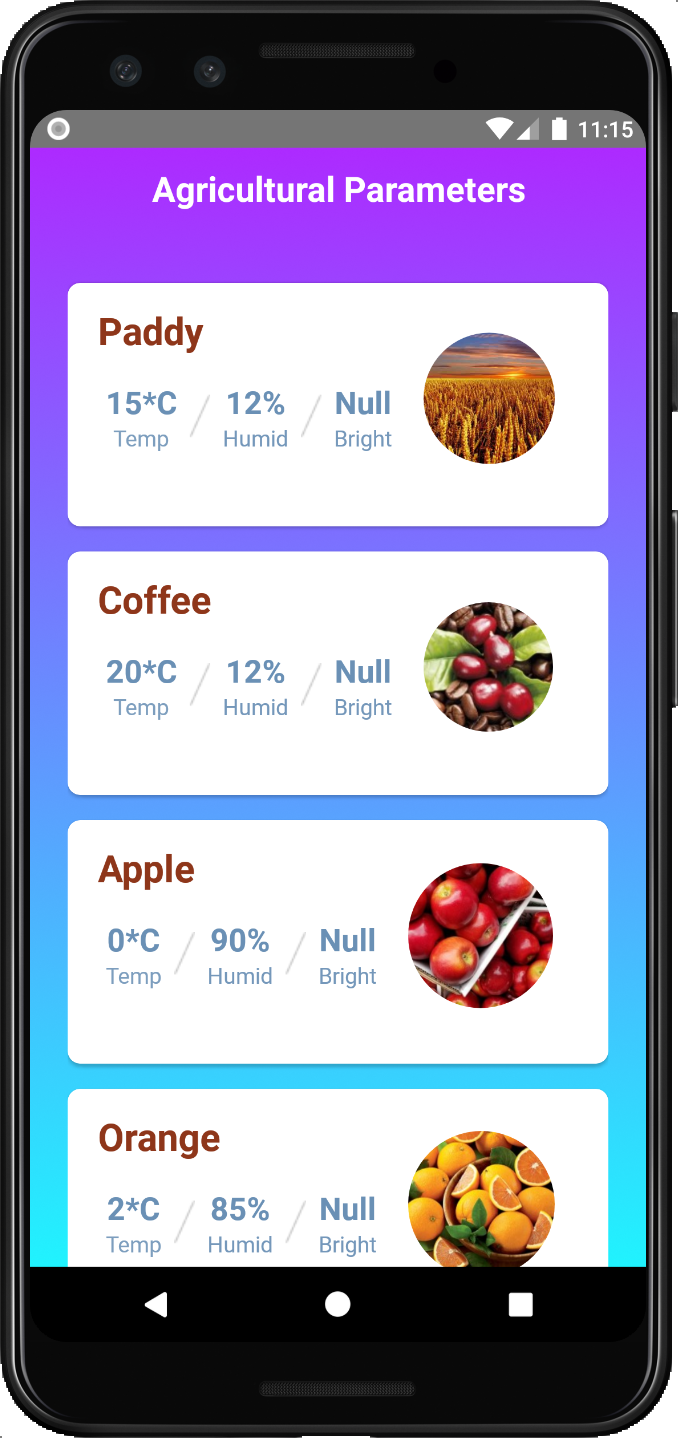 11:15
Agricultural Parameters
Paddy
15*C 12% Null
Temp Humid Bright
Coffee
20*C 12% Null
Temp Humid Bright
Apple
0*C 90% Null
Temp Humid Bright
Orange
2*C 85% Null
Temp Humid Bright